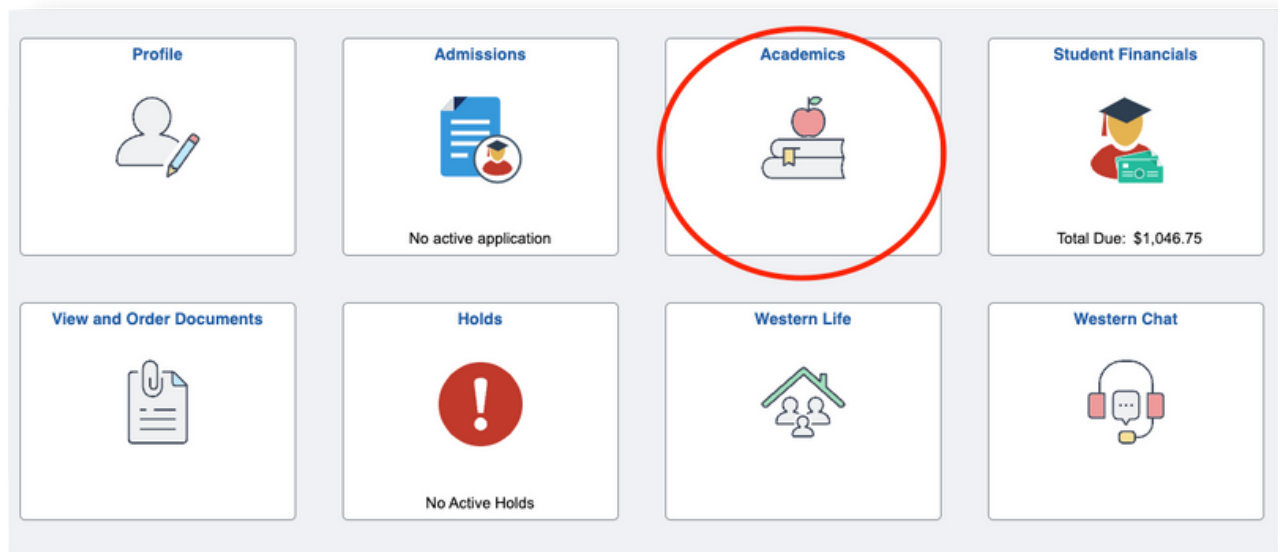 Profile
Admissions
No active application
Academics
Student Financials
Total Due: $1,046.75
View and Order Documents
Holds
No Active Holds
Western Life
Western Chat